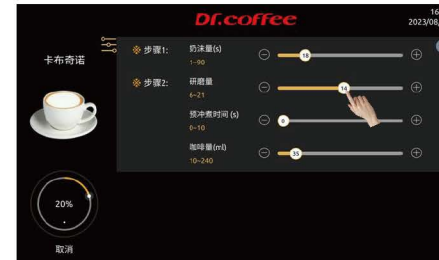 Dr.coffee
16
2023/08/
卡布奇诺
步骤1:
奶沫量(s)
1~90
18
步骤2:
研磨量
6~21
14
预冲煮时间 (s)
0~10
0
咖啡量(ml)
10~240
35
20%
取消